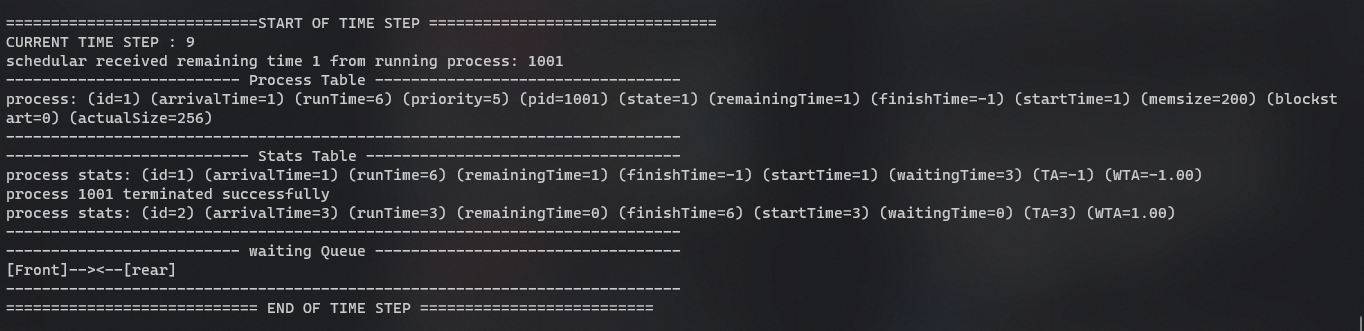 ===========================START OF TIME STEP ===============================
CURRENT TIME STEP : 9
schedular received remaining time 1 from running process: 1001
------------------------- Process Table ---------------------------------
process: (id=1) (arrivalTime=1) (runTime=6) (priority=5) (pid=1001) (state=1) (remainingTime=1) (finishTime=-1) (startTime=1) (memsize=200) (blockst
art=0) (actualSize=256)
-------------------------------------------------------------------------
-------------------------- Stats Table ----------------------------------
process stats: (id=1) (arrivalTime=1) (runTime=6) (remainingTime=1) (finishTime=-1) (startTime=1) (waitingTime=3) (TA=-1) (WTA=-1.00)
process 1001 terminated successfully
process stats: (id=2) (arrivalTime=3) (runTime=3) (remainingTime=0) (finishTime=6) (startTime=3) (waitingTime=0) (TA=3) (WTA=1.00)
-------------------------------------------------------------------------
------------------------- waiting Queue ---------------------------------
[Front]--><--[rear]
-------------------------------------------------------------------------
=========================== END OF TIME STEP =========================